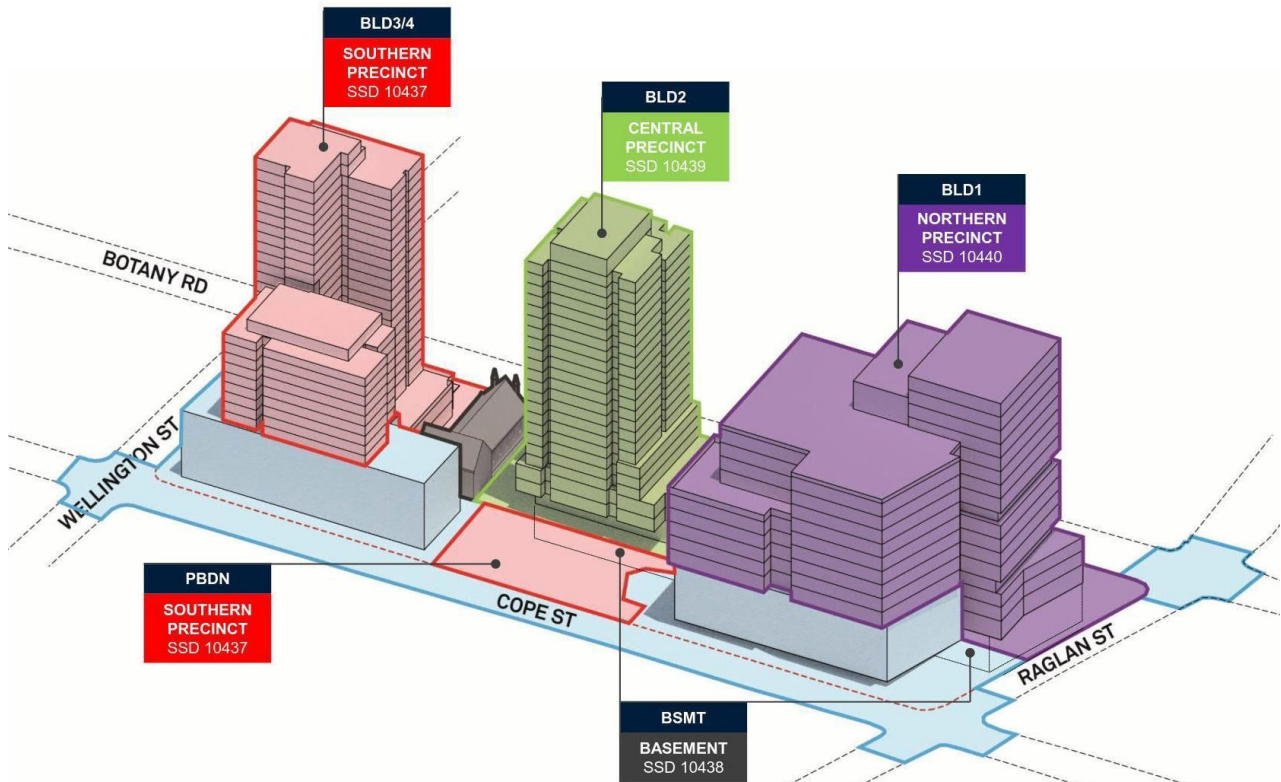 BLD3/4
SOUTHERN
PRECINCT
SSD 10437
BLD2
CENTRAL
PRECINCT
SSD 10439
BLD1
NORTHERN
PRECINCT
SSD 10440
BOTANY RD
WELLINGTON ST
PBDN
SOUTHERN
PRECINCT
SSD 10437
COPE ST
RAGLAN ST
BSMT
BASEMENT
SSD 10438